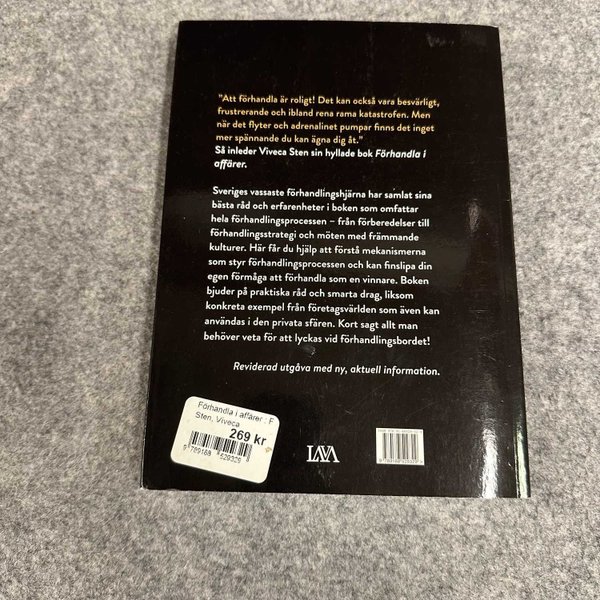 "Att förhandla är roligt! Det kan också vara besvärligt,
frustrerande och ibland rena rama katastrofen. Men
när det flyter och adrenalinet pumpar finns det inget
mer spännande du kan ägna dig åt."
Så inleder Viveca Sten sin hyllade bok Förhandla i
affärer.
Sveriges vassaste förhandlingshjärna har samlat sina
bästa råd och erfarenheter i boken som omfattar
hela förhandlingsprocessen – från förberedelser till
förhandlingsstrategi och möten med främmande
kulturer. Här får du hjälp att förstå mekanismerna
som styr förhandlingsprocessen och kan finslipa din
egen förmåga att förhandla som en vinnare. Boken
bjuder på praktiska råd och smarta drag, liksom
konkreta exempel från företagsvärlden som även kan
användas i den privata sfären. Kort sagt allt man
behöver veta för att lyckas vid förhandlingsbordet!
Reviderad utgåva med ny, aktuell information.
Förhandla i affärer : F
Sten, Viveca
269 kr
LAVA